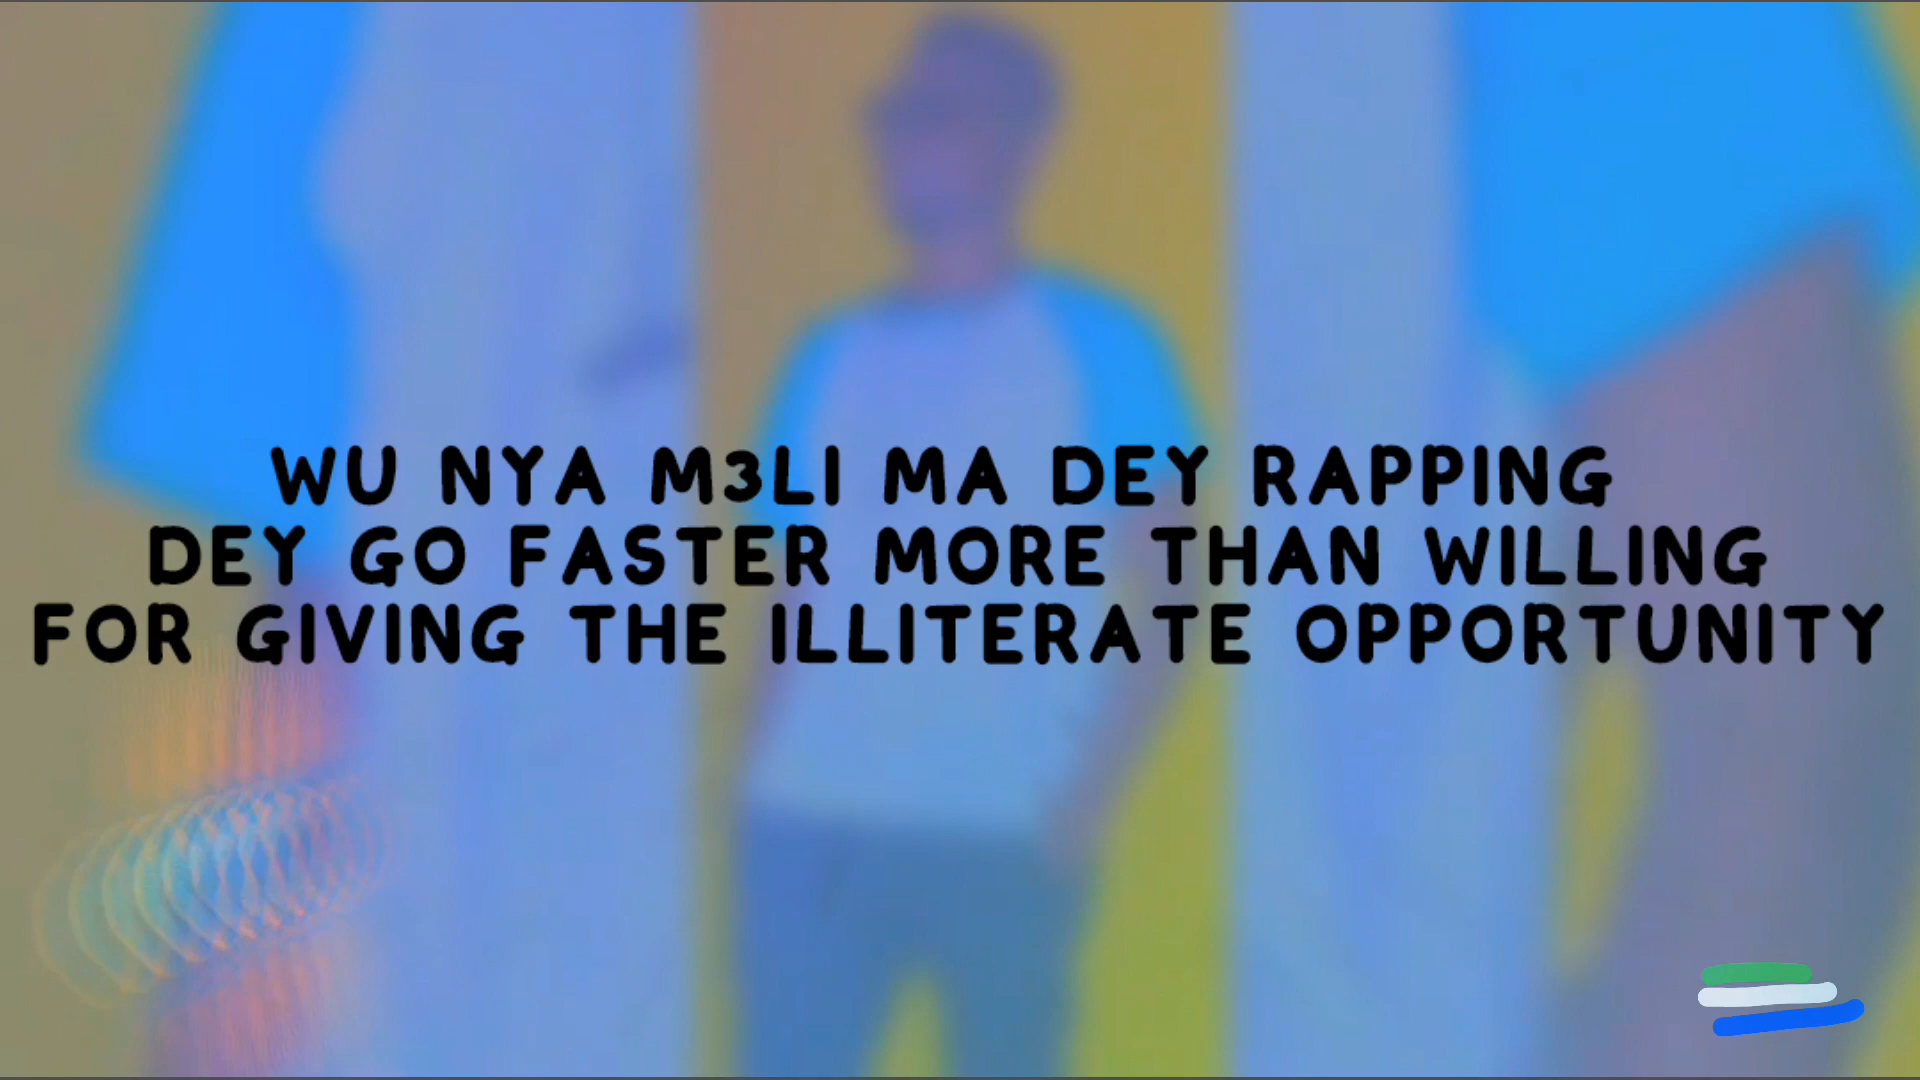 WU NYA M3LI MA DEY RAPPING
DEY GO FASTER MORE THAN WILLING
FOR GIVING THE ILLITERATE OPPORTUNITY